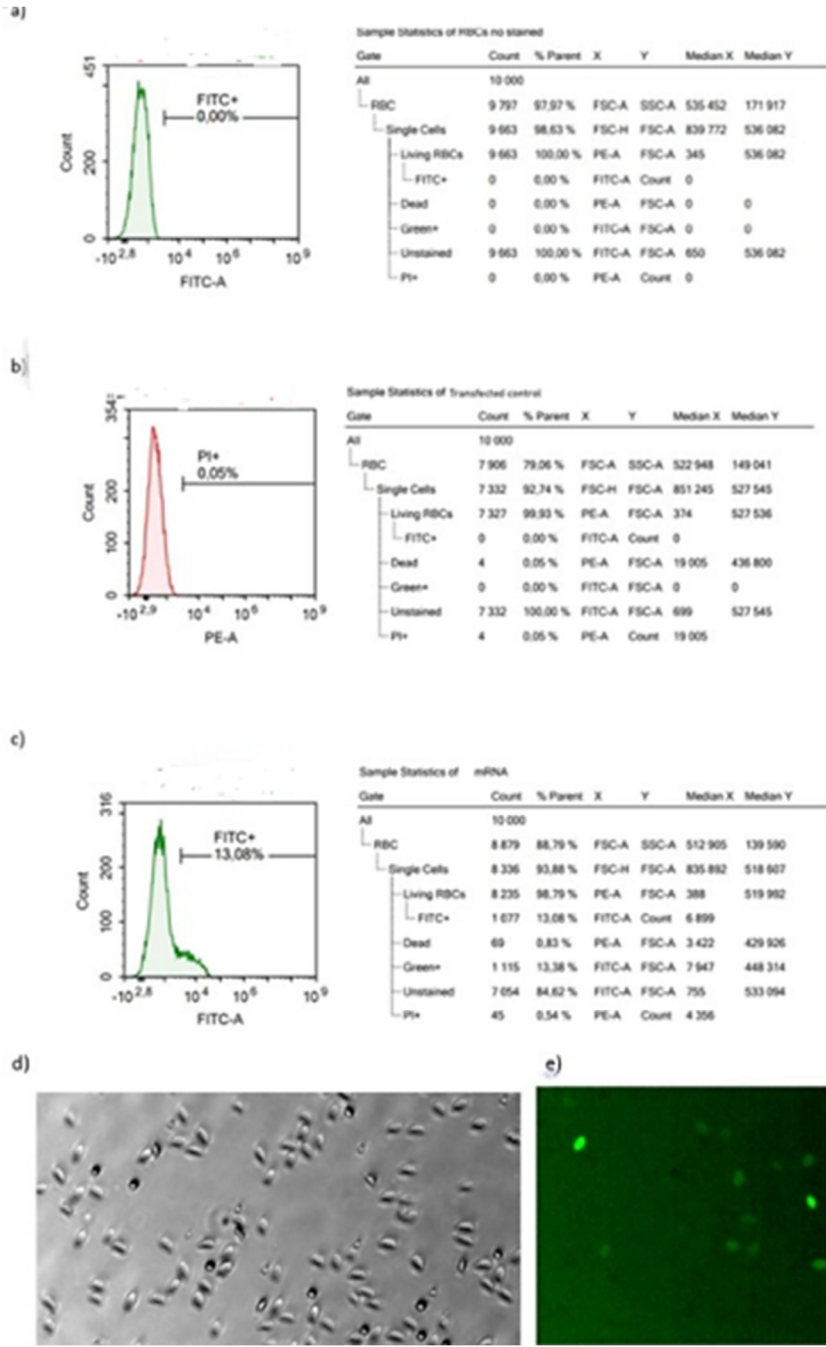 a)
451
200
0
Count
FITC+
0,00%
-10 2,8 10 4 10 6 10 9
FITC-A
Sample Statistics of RBCs no stained
Gate Count % Parent X Y Median X Median Y
All 10 000
RBC 9 797 97,97 % FSC-A SSC-A 535 452 171 917
Single Cells 9 663 98,63 % FSC-H FSC-A 839 772 536 082
Living RBCs 9 663 100,00 % PE-A FSC-A 345 536 082
FITC+ 0 0,00 % FITC-A Count 0
Dead 0 0,00 % PE-A FSC-A 0 0
Green+ 0 0,00 % FITC-A FSC-A 0 0
Unstained 9 663 100,00 % FITC-A FSC-A 650 536 082
PI+ 0 0,00 % PE-A Count 0
b)
354
200
100
0
Count
PI+
0,05%
-10 2,9 10 4 10 6 10 9
PE-A
Sample Statistics of Transfected control
Gate Count % Parent X Y Median X Median Y
All 10 000
RBC 7 906 79,06 % FSC-A SSC-A 522 948 149 041
Single Cells 7 332 92,74 % FSC-H FSC-A 851 245 527 545
Living RBCs 7 327 99,93 % PE-A FSC-A 374 527 536
FITC+ 0 0,00 % FITC-A Count 0
Dead 4 0,05 % PE-A FSC-A 19 005 436 800
Green+ 0 0,00 % FITC-A FSC-A 0 0
Unstained 7 332 100,00 % FITC-A FSC-A 699 527 545
PI+ 4 0,05 % PE-A Count 19 005
c)
316
200
100
0
Count
FITC+
13,08%
-10 2,8 10 4 10 6 10 9
FITC-A
Sample Statistics of mRNA
Gate Count % Parent X Y Median X Median Y
All 10 000
RBC 8 879 88,79 % FSC-A SSC-A 512 905 139 590
Single Cells 8 336 93,88 % FSC-H FSC-A 835 892 518 607
Living RBCs 8 235 98,79 % PE-A FSC-A 388 519 992
FITC+ 1 077 13,08 % FITC-A Count 6 899
Dead 69 0,83 % PE-A FSC-A 3 422 429 926
Green+ 1 115 13,38 % FITC-A FSC-A 7 947 448 314
Unstained 7 054 84,62 % FITC-A FSC-A 755 533 094
PI+ 45 0,54 % PE-A Count 4 356
d)
e)